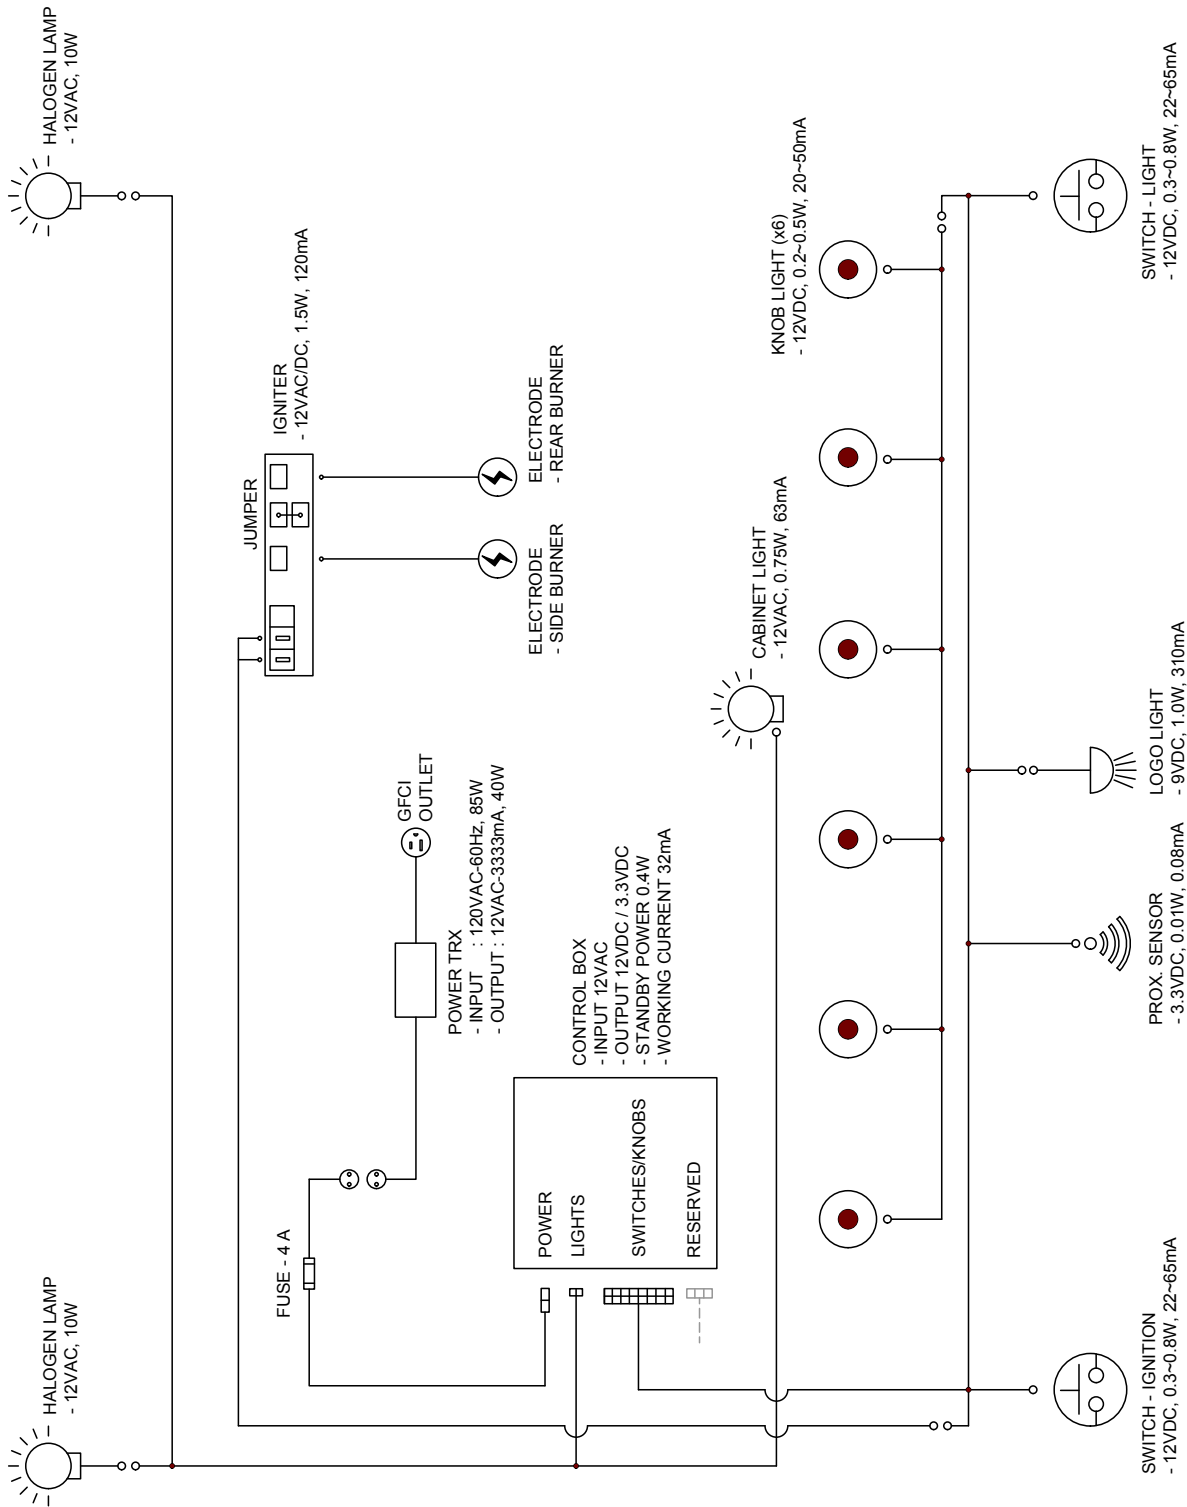 HALOGEN LAMP
- 12VAC, 10W
HALOGEN LAMP
- 12VAC, 10W
FUSE - 4 A
JUMPER
IGNITER
- 12VAC/DC, 1.5W, 120mA
GFCI
OUTLET
POWER TRX
- INPUT : 120VAC-60Hz, 85W
- OUTPUT : 12VAC-3333mA, 40W
ELECTRODE
- SIDE BURNER
ELECTRODE
- REAR BURNER
POWER
LIGHTS
SWITCHES/KNOBS
RESERVED
CONTROL BOX
- INPUT 12VAC
- OUTPUT 12VDC / 3.3VDC
- STANDBY POWER 0.4W
- WORKING CURRENT 32mA
CABINET LIGHT
- 12VAC, 0.75W, 63mA
KNOB LIGHT (x6)
- 12VDC, 0.2~0.5W, 20~50mA
SWITCH - IGNITION
- 12VDC, 0.3~0.8W, 22~65mA
PROX. SENSOR
- 3.3VDC, 0.01W, 0.08mA
LOGO LIGHT
- 9VDC, 1.0W, 310mA
SWITCH - LIGHT
- 12VDC, 0.3~0.8W, 22~65mA